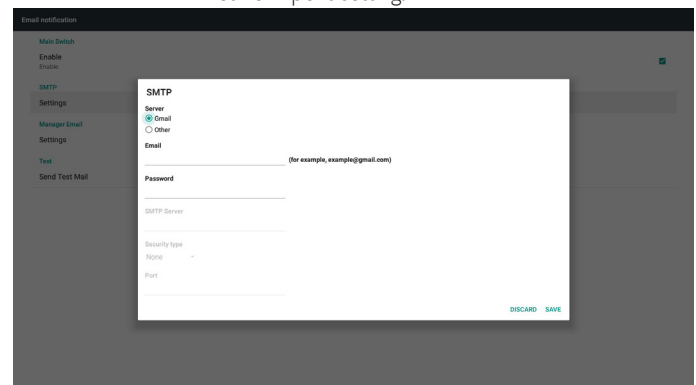 Email notification
Main Switch
Enable
Enable
SMTP
Settings
Manager Email
Settings
Test
Send Test Mail
SMTP
Server
Gmail
Other
Email
(for example, example@gmail.com)
Password
SMTP Server
Security type
None
Port
DISCARD SAVE